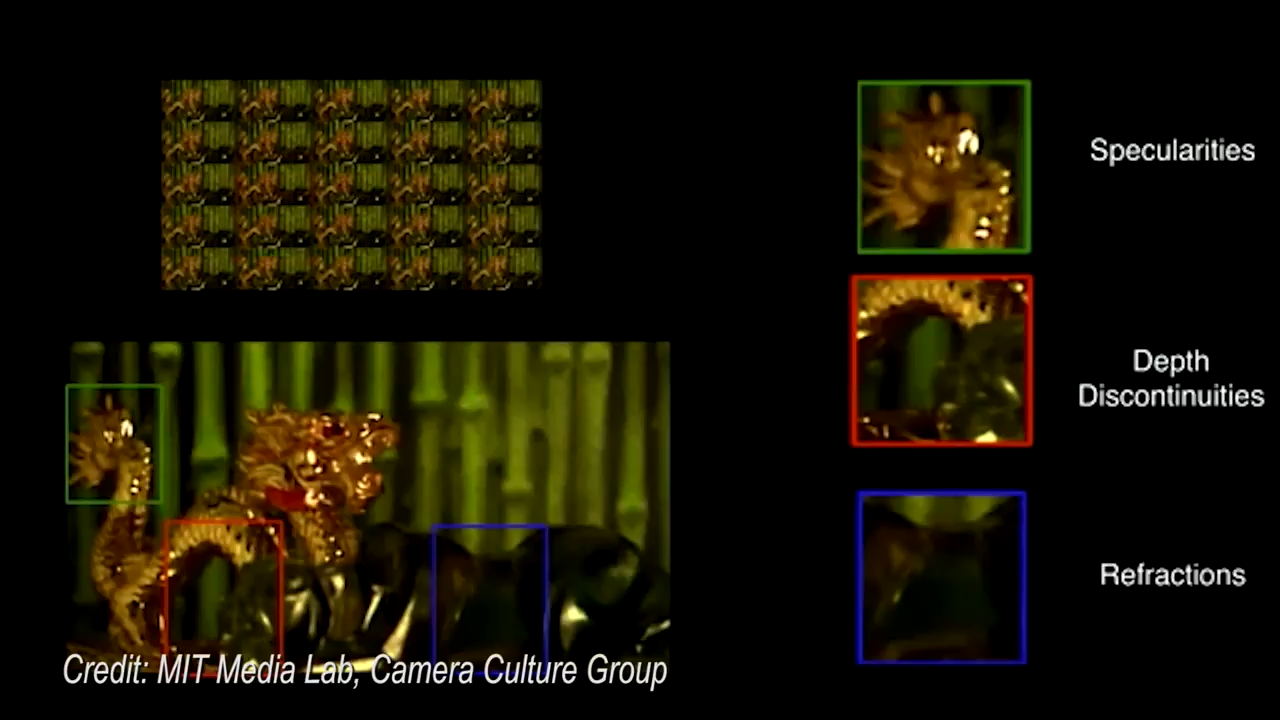 Specularities
Depth
Discontinuities
Refractions
Credit: MIT Media Lab, Camera Culture Group